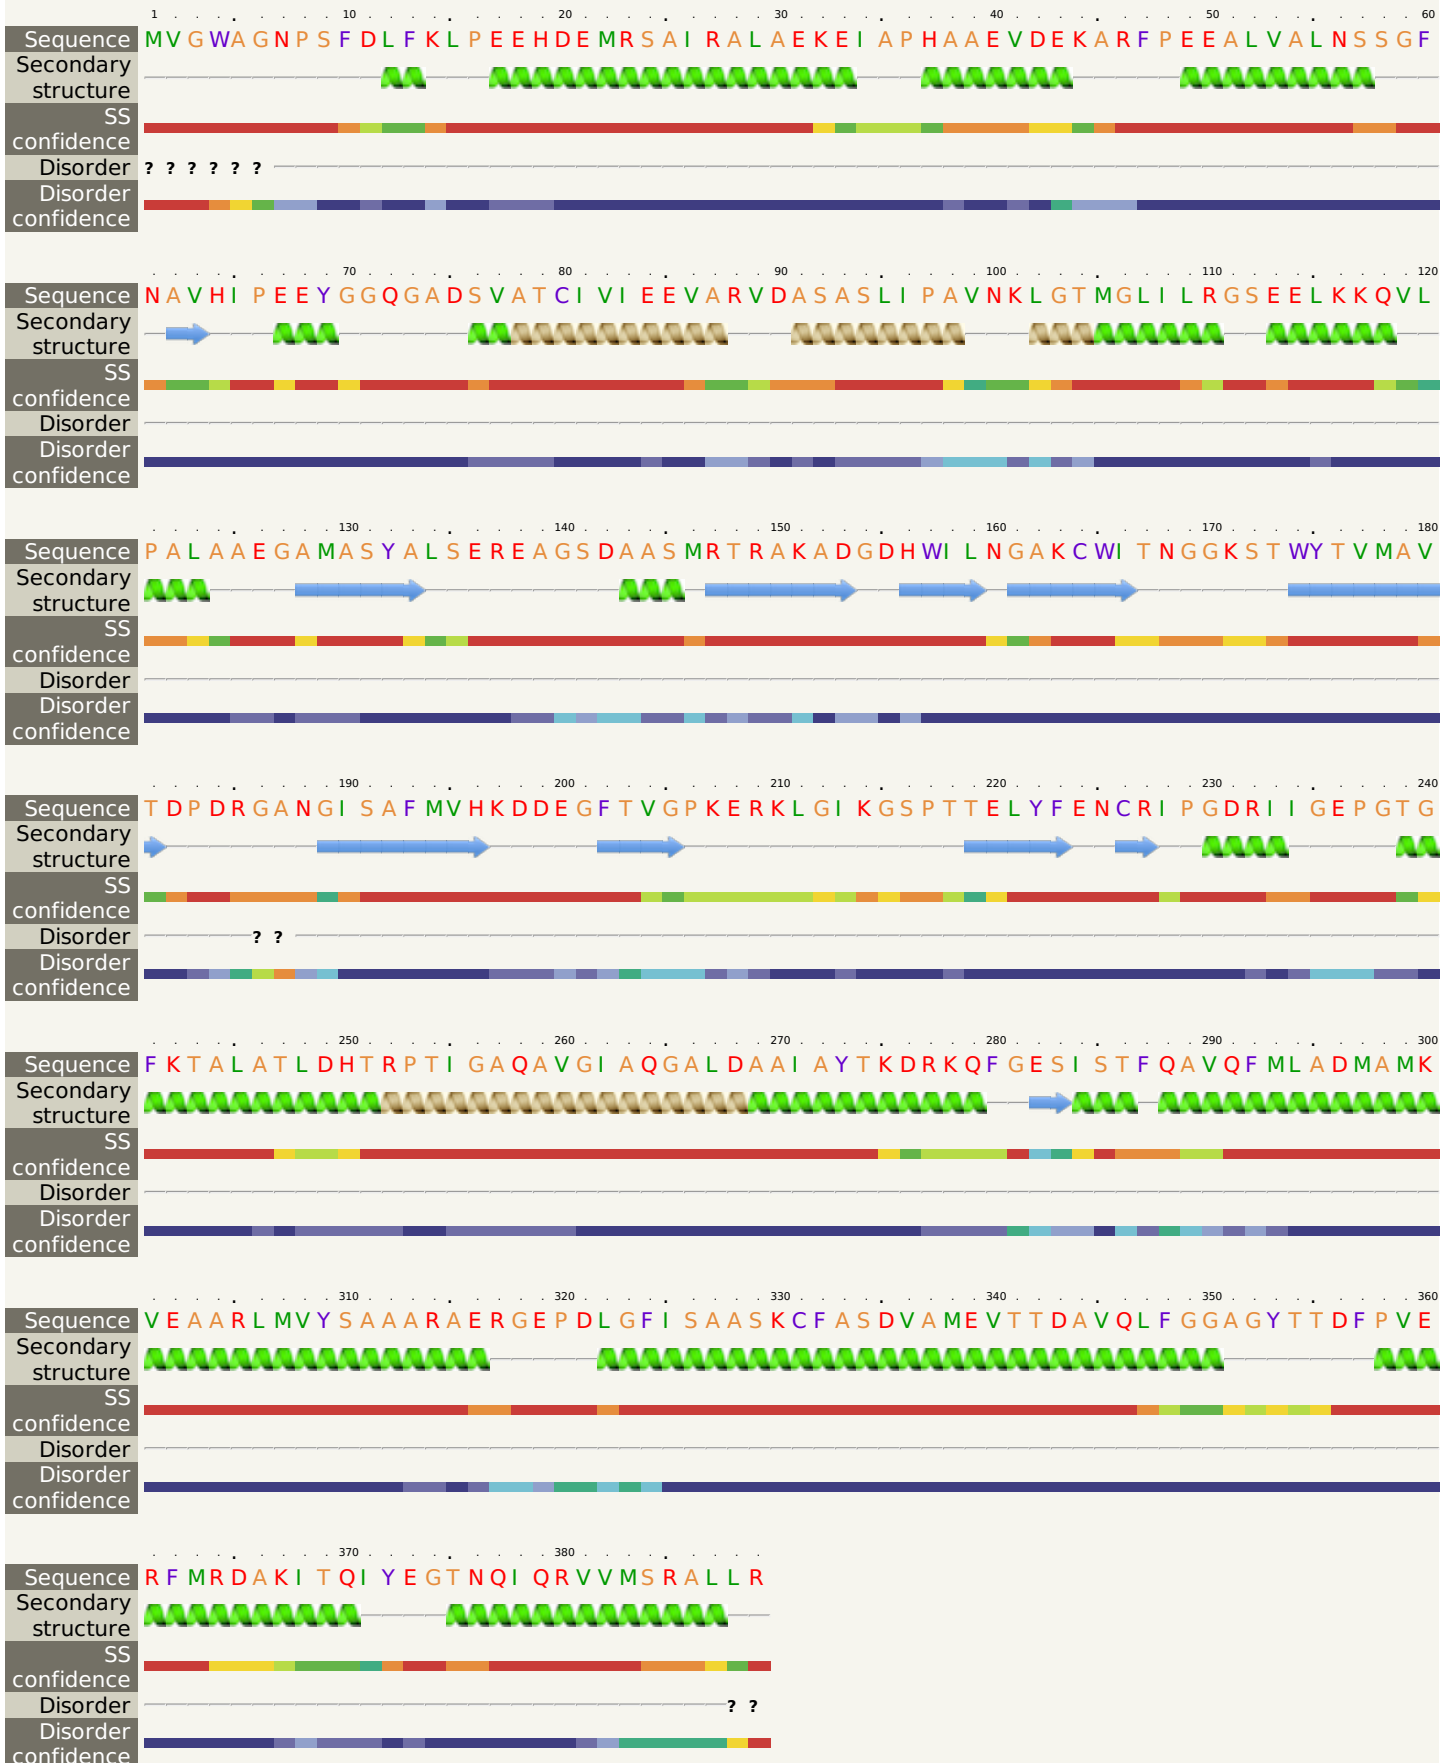 1 10 20 30 40 50 60
Sequence MVGWAGNPSFDLFKLPEEHDEMRSAIRALAEKEIAPHAAEVDEKARFPEEALVALNSSGF
Secondary
structure
SS
confidence
Disorder ? ? ? ? ? ?
Disorder
confidence
70 80 90 100 110 120
Sequence NAVHIPEEYGGQGADSVATCIVIEEVARVDASASLIPAVNKLGTMGLILRGSEELKKQVL
Secondary
structure
SS
confidence
Disorder
Disorder
confidence
130 140 150 160 170 180
Sequence PALAAEGAMASYALSEREAGSDAASMRTRAKADGDHWILNGAKCWITNGGKSTWYTVMAV
Secondary
structure
SS
confidence
Disorder
Disorder
confidence
190 200 210 220 230 240
Sequence TDPDRGANGISAFMVHKDDEGFTVGPKERKLGIKGSPTTELYFENCRIPGDRIIGEPGTG
Secondary
structure
SS
confidence
Disorder ? ?
Disorder
confidence
250 260 270 280 290 300
Sequence FKTALATLDHTRPTIGAQAVGIAQGALDAAIAYTKDRKQFGESISTFQAVQFMLADMAMK
Secondary
structure
SS
confidence
Disorder
Disorder
confidence
310 320 330 340 350 360
Sequence VEAARLMVYSAAARAERGEPDLGFISAASKCFASDVAMEVTTDAVQLFGGAGYTTDFPVE
Secondary
structure
SS
confidence
Disorder
Disorder
confidence
370 380
Sequence RFMRDAKITQIYEGTNQIQRVVMSRALLR
Secondary
structure
SS
confidence
Disorder ? ?
Disorder
confidence